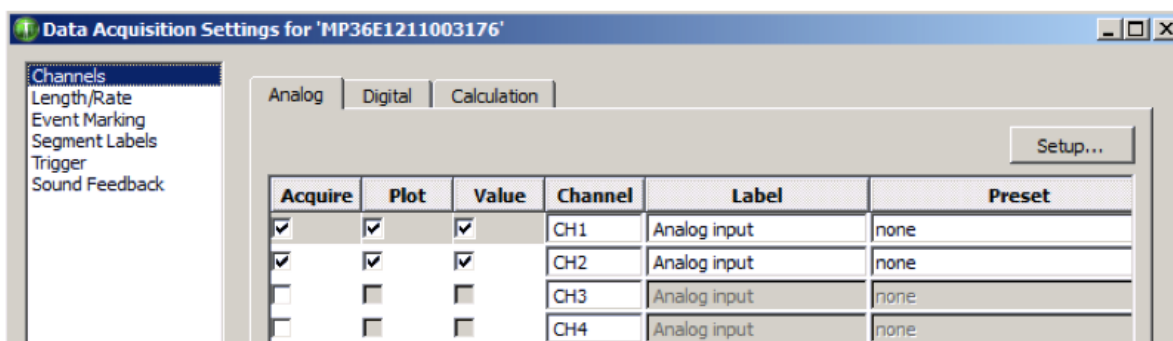 Data Acquisition Settings for 'MP36E1211003176'
Channels
Length/Rate
Event Marking
Segment Labels
Trigger
Sound Feedback
Analog Digital Calculation
Setup...
Acquire Plot Value Channel Label Preset
CH1 Analog input none
CH2 Analog input none
CH3 Analog input none
CH4 Analog input none